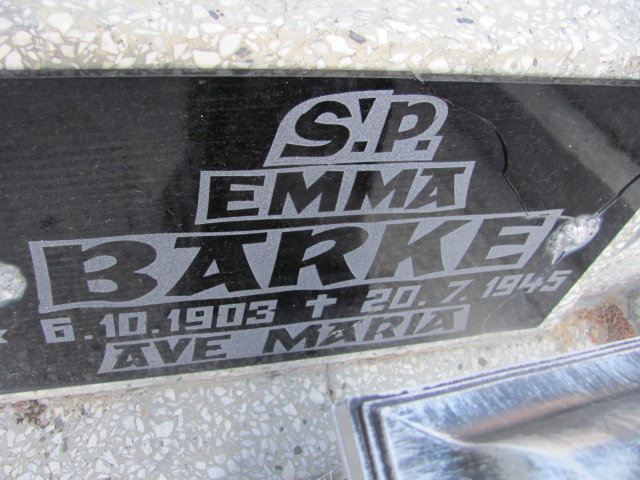 S.P.
EMMA
BARKE
* 6.10.1903 + 20.7.1945
AVE MARIA